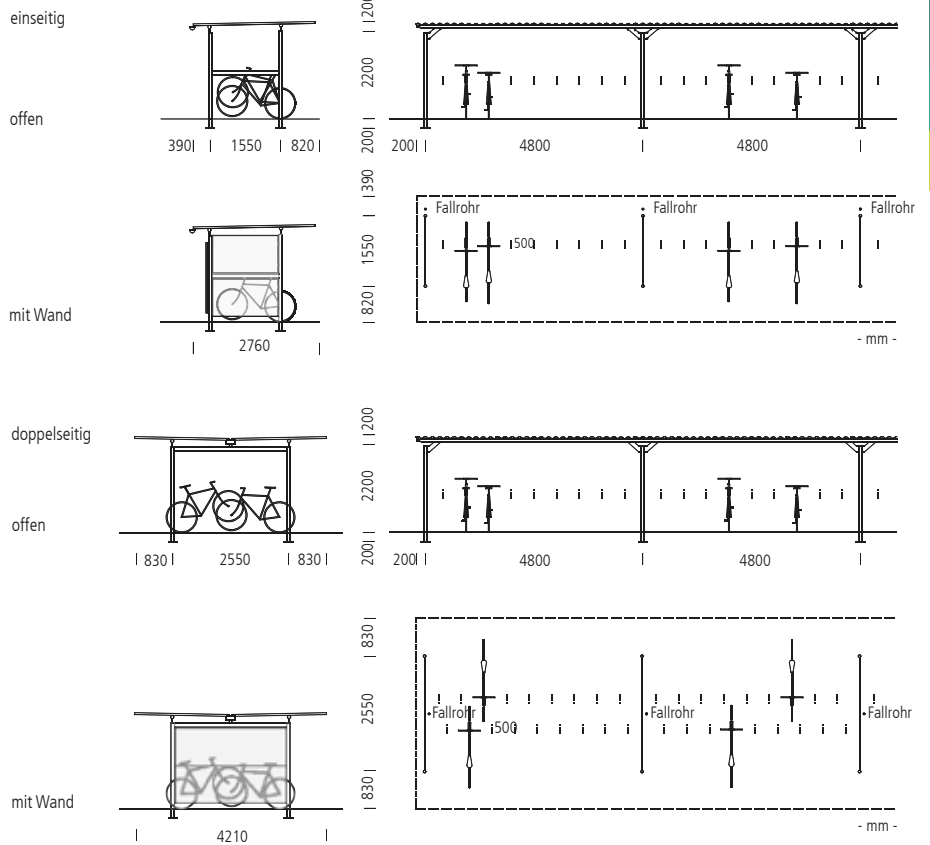 einseitig
200
2200
offen
390 1550 820
200
200 4800 4800
390
Fallrohr Fallrohr Fallrohr
1550
500
820
mit Wand
2760
- mm -
doppelseitig
200
2200
offen
830 2550 830
200
200 4800 4800
830
2550
Fallrohr Fallrohr Fallrohr
500
830
mit Wand
4210
- mm -